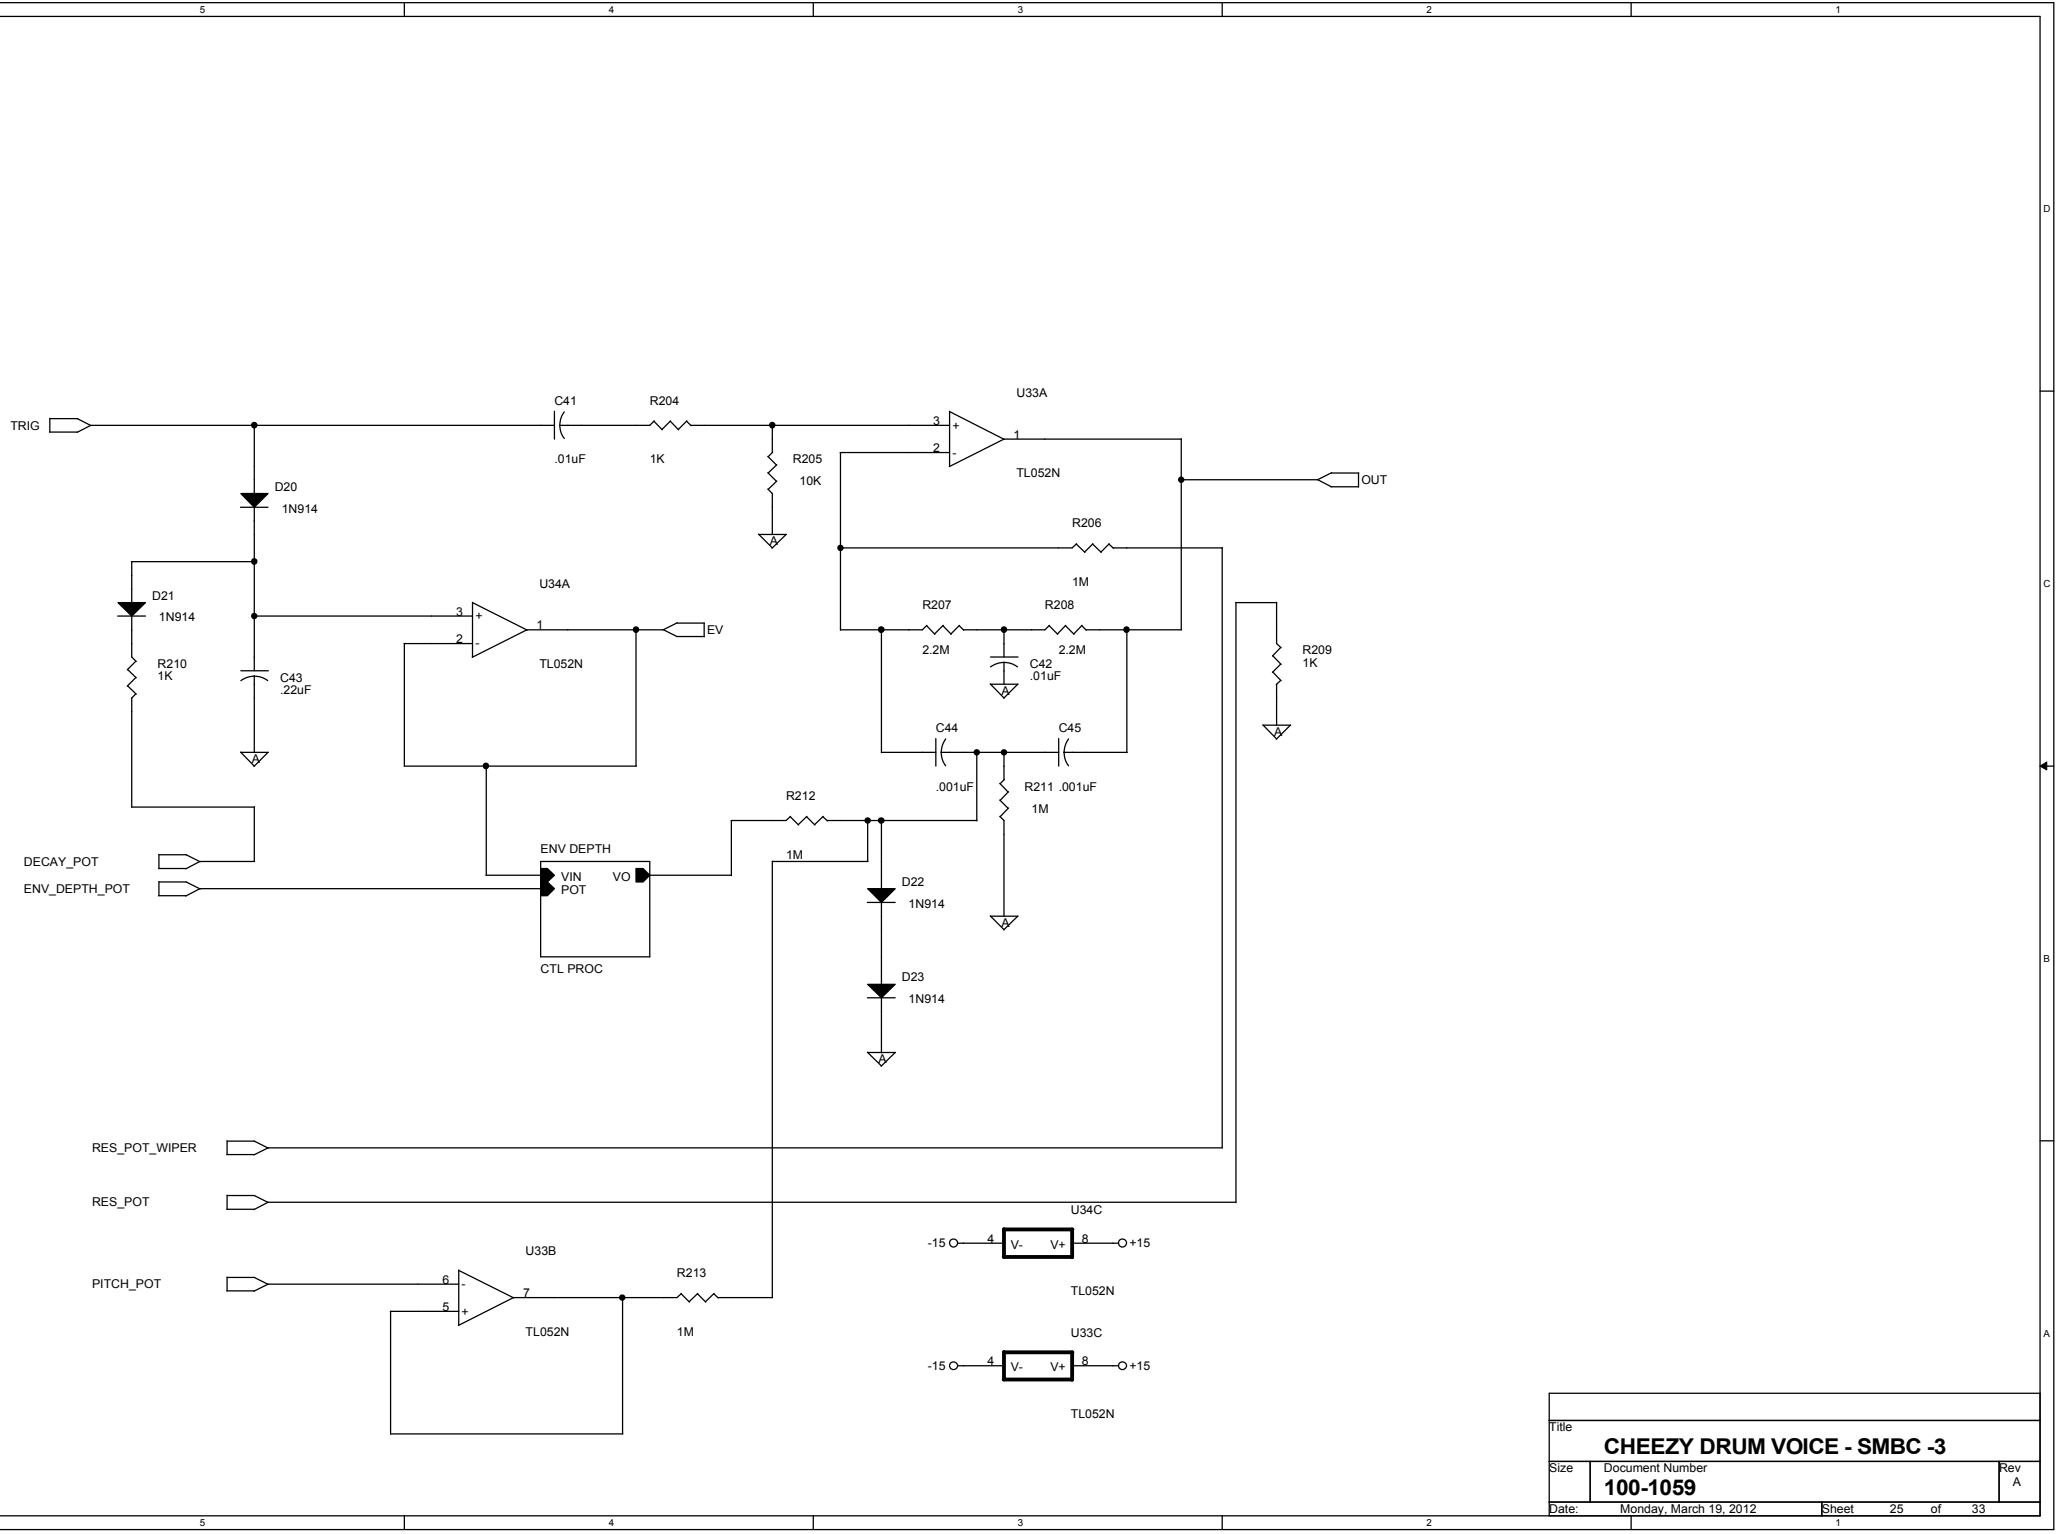 5 4 3 2 1
D
C
B
A
U33A
C41
R204
TRIG
3
+
1
2
-
.01uF
1K
R205
10K
TL052N
OUT
D20
1N914
A
R206
1M
U34A
D21
1N914
3
+
1
2
-
EV
TL052N
R207
R208
2.2M
2.2M
R210
1K
C43
.22uF
C42
.01uF
A
R209
1K
A
A
C44
C45
.001uF
R211
.001uF
1M
R212
1M
DECAY_POT
ENV_DEPTH_POT
ENV DEPTH
VIN
VO
POT
CTL PROC
D22
1N914
A
D23
1N914
A
RES_POT_WIPER
RES_POT
U34C
-15
4
V-
V+
8
+15
TL052N
U33B
PITCH_POT
6
-
7
5
+
TL052N
R213
1M
U33C
-15
4
V-
V+
8
+15
TL052N
Title
CHEEZY DRUM VOICE - SMBC -3
Size
Document Number
Rev
100-1059
A
Date:
Monday, March 19, 2012
Sheet 25 of 33
5 4 3 2 1